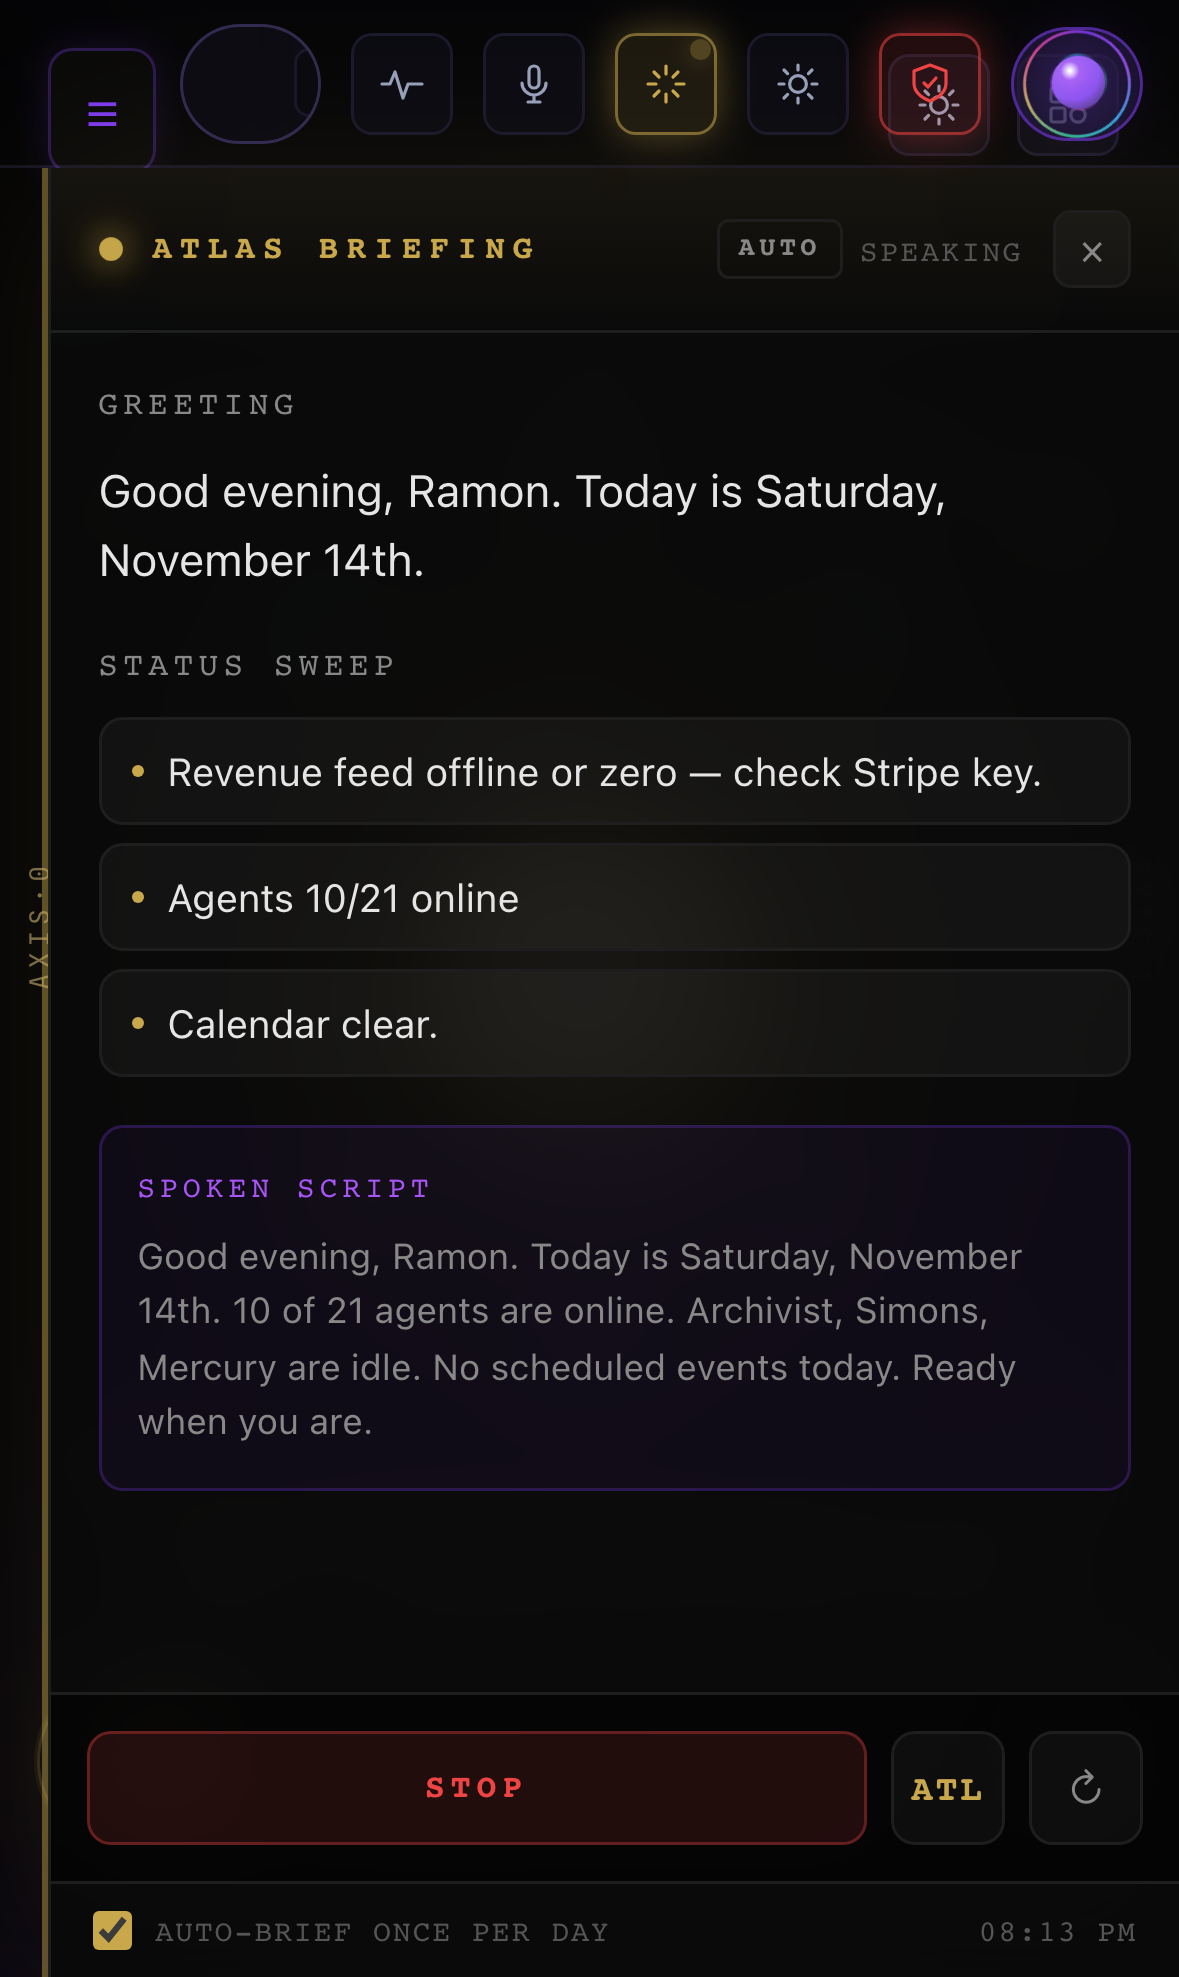 ATLAS BRIEFING
AUTO
SPEAKING
GREETING
Good evening, Ramon. Today is Saturday,
November 14th.
STATUS SWEEP
Revenue feed offline or zero — check Stripe key.
Agents 10/21 online
Calendar clear.
AXIS·0
SPOKEN SCRIPT
Good evening, Ramon. Today is Saturday, November
14th. 10 of 21 agents are online. Archivist, Simons,
Mercury are idle. No scheduled events today. Ready
when you are.
STOP
ATL
AUTO-BRIEF ONCE PER DAY
08:13 PM